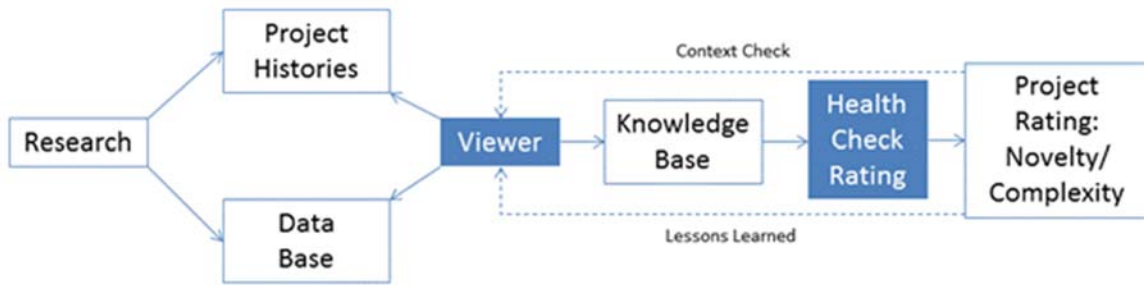 Project
Histories
Research
Data
Base
Viewer
Context Check
Knowledge
Base
Health
Check
Rating
Lessons Learned
Project
Rating:
Novelty/
Complexity